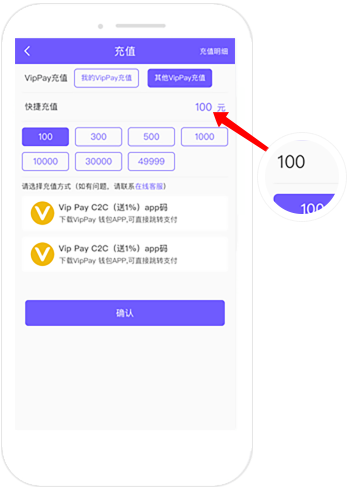 充值
充值明细
VipPay充值 我的VipPay充值 其他VipPay充值
快捷充值 100 元
100 300 500 1000
10000 30000 49999
请选择充值方式（如有问题，请联系在线客服）
Vip Pay C2C（送1%）app码
下载VipPay 钱包APP,可直接跳转支付
Vip Pay C2C（送1%）app码
下载VipPay 钱包APP,可直接跳转支付
确认
100
100